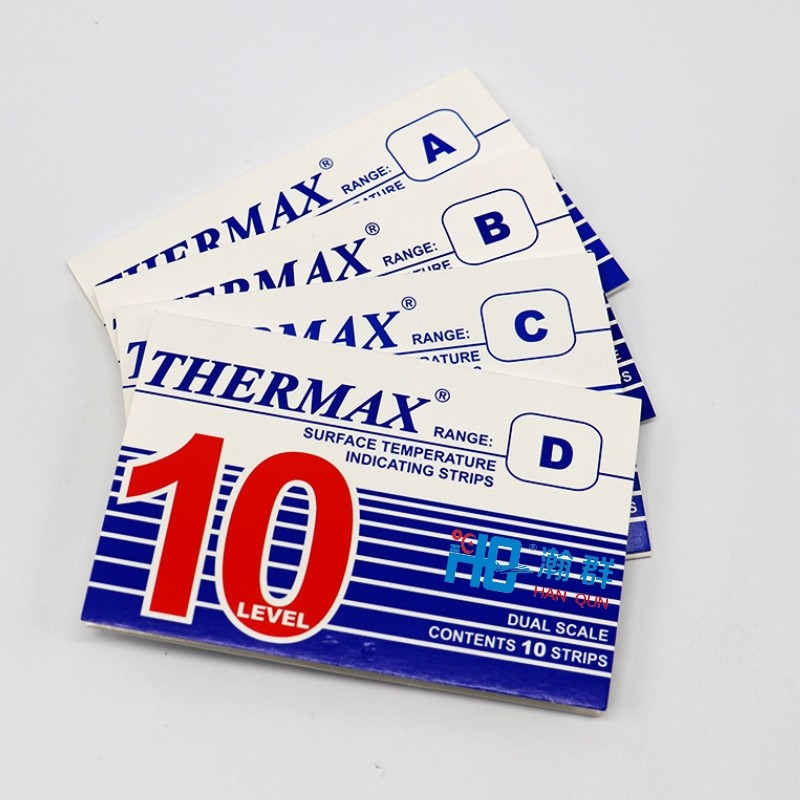 THERMAX®
RANGE: A
THERMAX®
RANGE: B
THERMAX®
RANGE: C
THERMAX®
RANGE: D
SURFACE TEMPERATURE
INDICATING STRIPS
10
LEVEL
®瀚群
HAN QUN
DUAL SCALE
CONTENTS 10 STRIPS